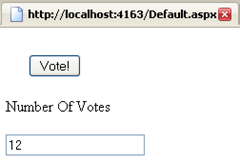 http://localhost:4163/Default.aspx
Vote!
Number Of Votes
12